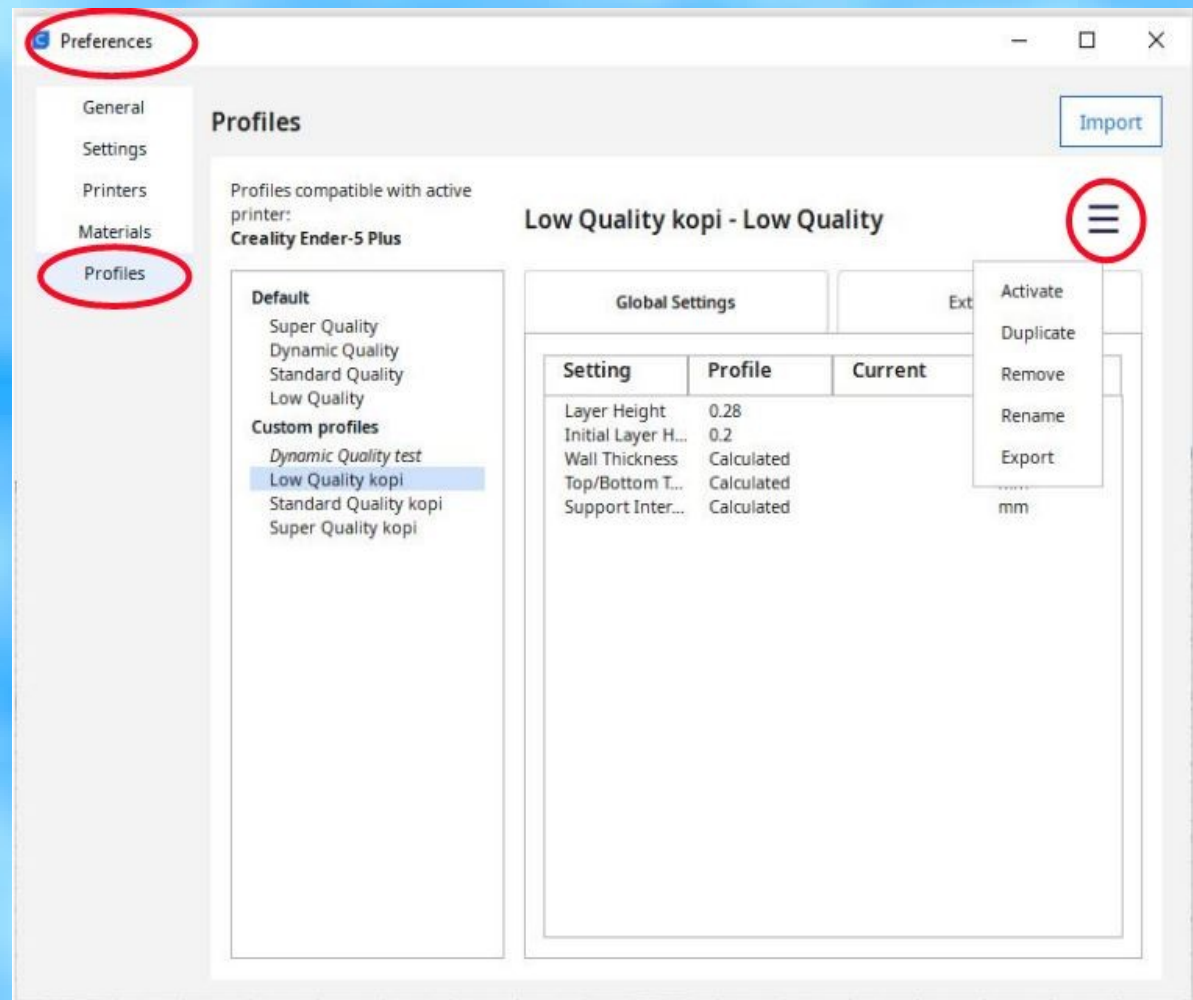 Preferences
General
Settings
Printers
Materials
Profiles
Profiles
Import
Profiles compatible with active
printer:
Creality Ender-5 Plus
Low Quality kopi - Low Quality
Default
Super Quality
Dynamic Quality
Standard Quality
Low Quality
Custom profiles
Dynamic Quality test
Low Quality kopi
Standard Quality kopi
Super Quality kopi
Global Settings
Ext
Activate
Duplicate
Remove
Rename
Export
Setting Profile Current
Layer Height 0.28
Initial Layer H... 0.2
Wall Thickness Calculated
Top/Bottom T... Calculated
Support Inter... Calculated mm